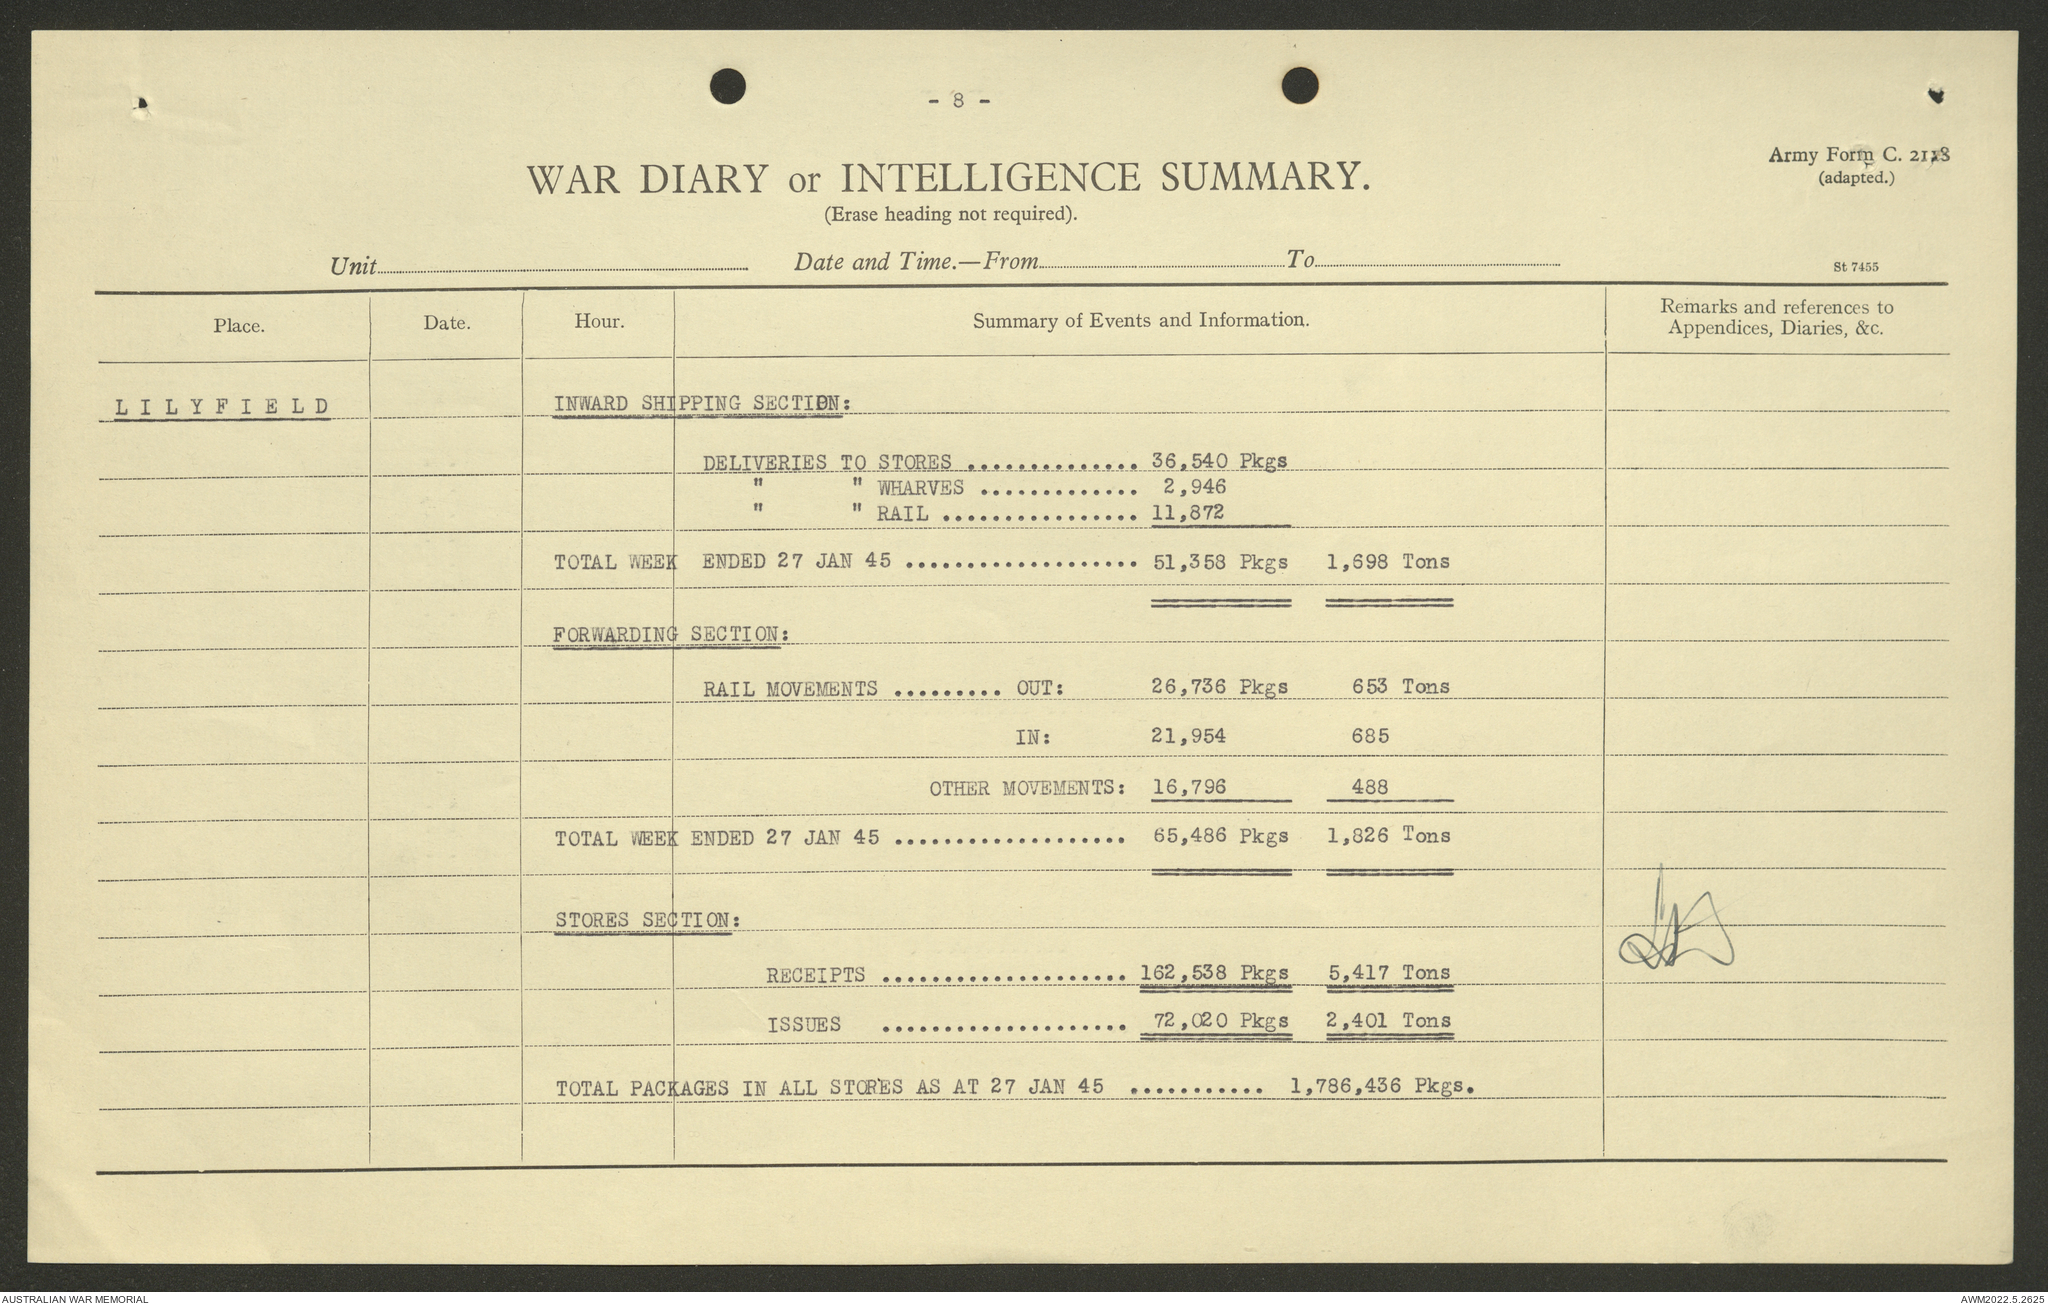 - 8 -
Army Form C. 2118
(adapted.)
WAR DIARY or INTELLIGENCE SUMMARY.
(Erase heading not required).
Unit.......... Date and Time.—From.......... To..........
St 7455
Place. Date. Hour. Summary of Events and Information. Remarks and references to
Appendices, Diaries, &c.
LILYFIELD INWARD SHIPPING SECTION:
DELIVERIES TO STORES .............. 36,540 Pkgs
" " WHARVES ............. 2,946
" " RAIL ................ 11,872
TOTAL WEEK ENDED 27 JAN 45 ................... 51,358 Pkgs 1,698 Tons
FORWARDING SECTION:
RAIL MOVEMENTS ......... OUT: 26,736 Pkgs 653 Tons
IN: 21,954 685
OTHER MOVEMENTS: 16,796 488
TOTAL WEEK ENDED 27 JAN 45 ................... 65,486 Pkgs 1,826 Tons
STORES SECTION:
RECEIPTS .................... 162,538 Pkgs 5,417 Tons
ISSUES .................... 72,020 Pkgs 2,401 Tons
TOTAL PACKAGES IN ALL STORES AS AT 27 JAN 45 ........... 1,786,436 Pkgs.
AUSTRALIAN WAR MEMORIAL
AWM2022.5.2625